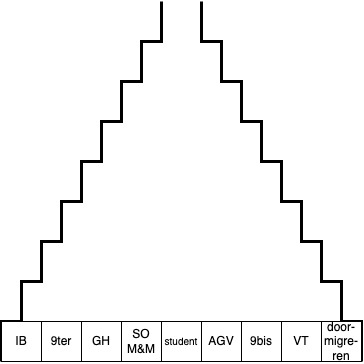 IB
9ter
GH
SO
M&M
student
AGV
9bis
VT
door-
migre-
ren